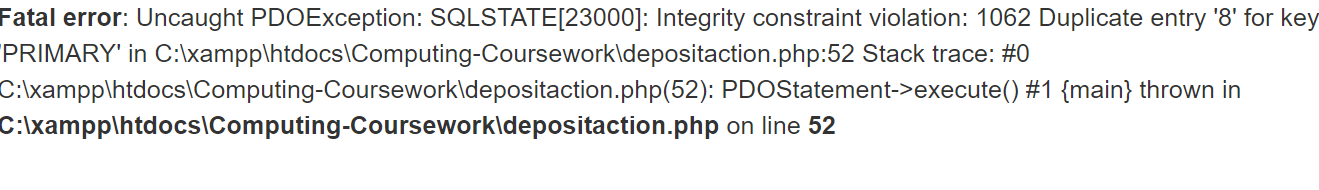 Fatal error: Uncaught PDOException: SQLSTATE[23000]: Integrity constraint violation: 1062 Duplicate entry '8' for key
'PRIMARY' in C:\xampp\htdocs\Computing-Coursework\depositaction.php:52 Stack trace: #0
C:\xampp\htdocs\Computing-Coursework\depositaction.php(52): PDOStatement->execute() #1 {main} thrown in
C:\xampp\htdocs\Computing-Coursework\depositaction.php on line 52